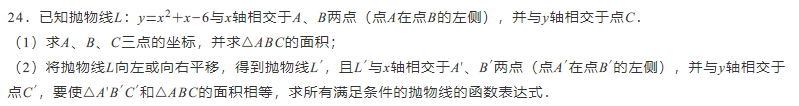 24．已知抛物线L：y=x²+x−6与x轴相交于A、B两点（点A在点B的左侧），并与y轴相交于点C．
（1）求A、B、C三点的坐标，并求△ABC的面积；
（2）将抛物线L向左或向右平移，得到抛物线L′，且L′与x轴相交于A'、B′两点（点A′在点B′的左侧），并与y轴相交于
点C′，要使△A'B′C′和△ABC的面积相等，求所有满足条件的抛物线的函数表达式．